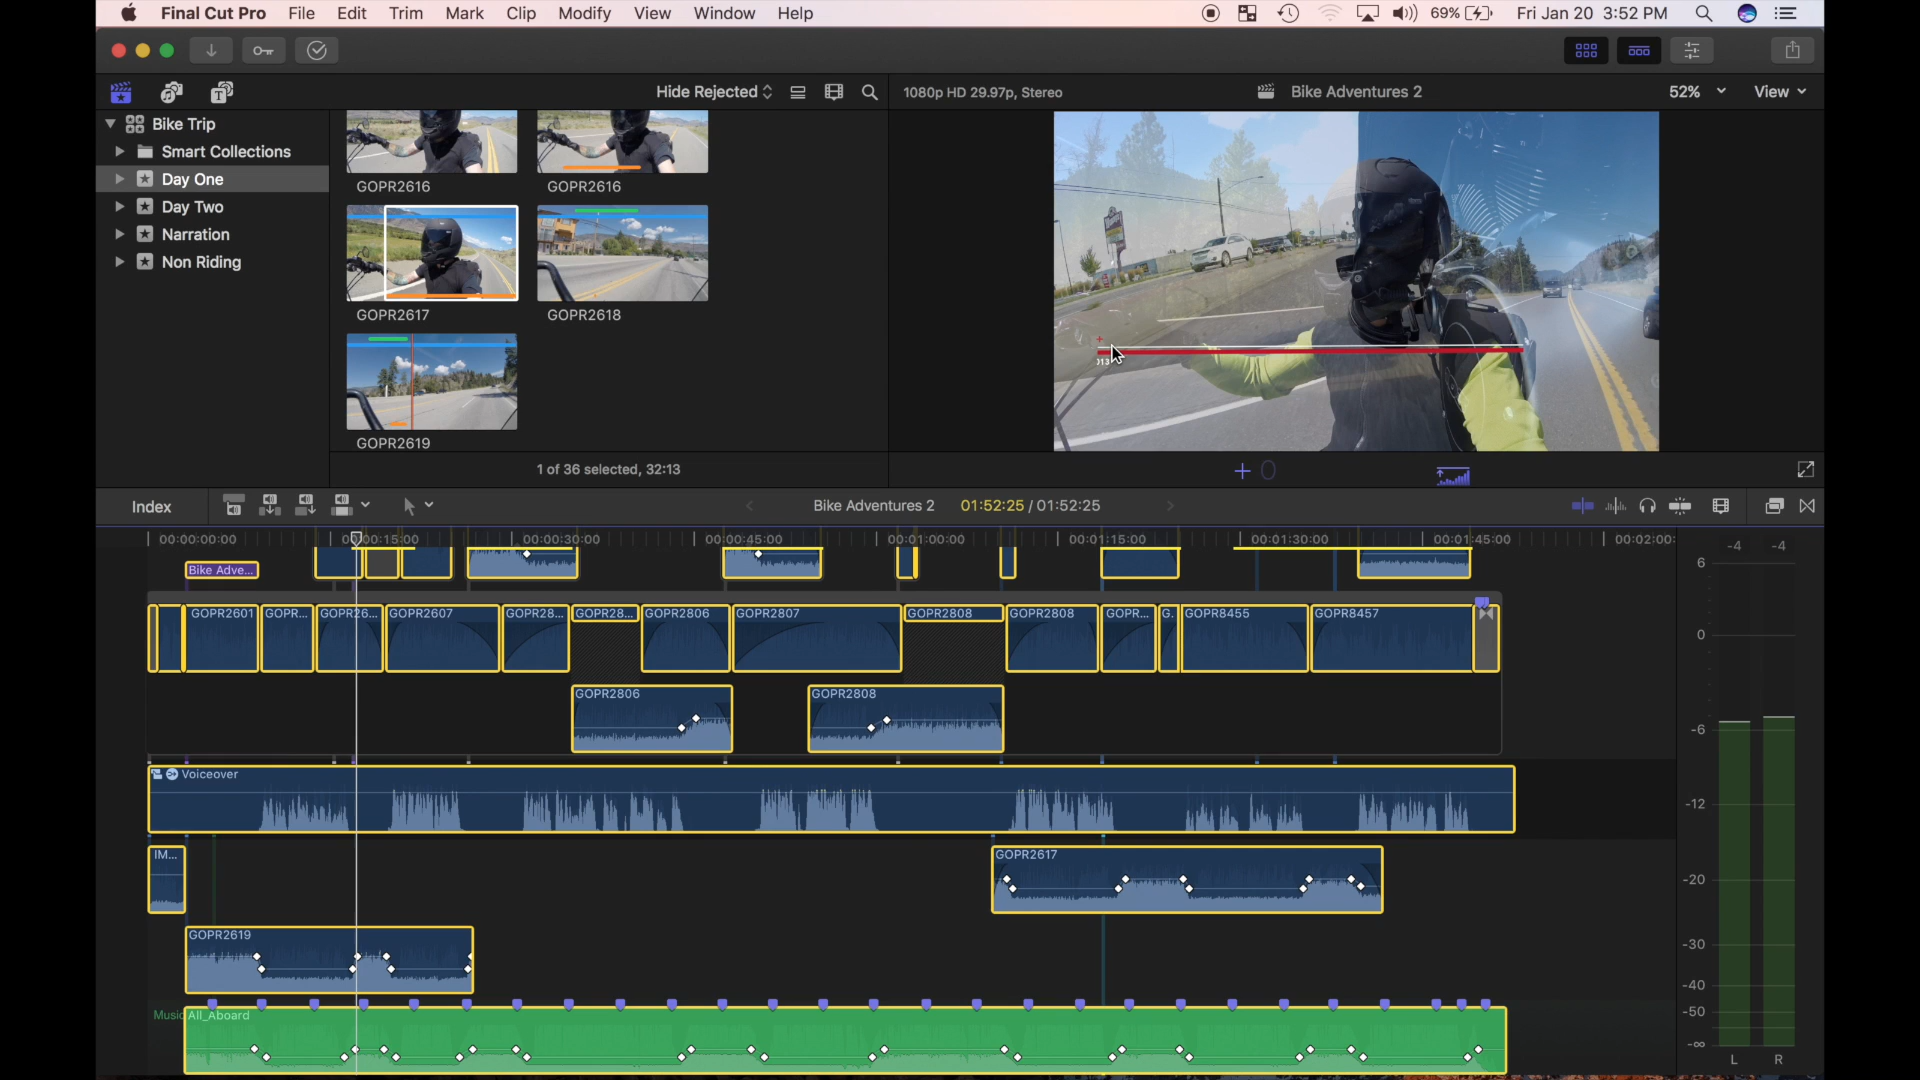 Final Cut Pro File Edit Trim Mark Clip Modify View Window Help 69% Fri Jan 20 3:52 PM
Hide Rejected 1080p HD 29.97p, Stereo Bike Adventures 2 52% View
Bike Trip
Smart Collections
Day One
Day Two
Narration
Non Riding
GOPR2616 GOPR2616
GOPR2617 GOPR2618
GOPR2619
1 of 36 selected, 32:13
Index Bike Adventures 2 01:52:25 / 01:52:25
00:00:00:00 00:00:15:00 00:00:30:00 00:00:45:00 00:01:00:00 00:01:15:00 00:01:30:00 00:01:45:00 00:02:00:
-4 -4
Bike Adve...
GOPR2601 GOPR... GOPR26... GOPR2607 GOPR28... GOPR28... GOPR2806 GOPR2807 GOPR2808 GOPR2808 GOPR... G. GOPR8455 GOPR8457
GOPR2806 GOPR2808
Voiceover
IM... GOPR2617
GOPR2619
Music All_Aboard
6
0
-6
-12
-20
-30
-40
-50
-∞
L R